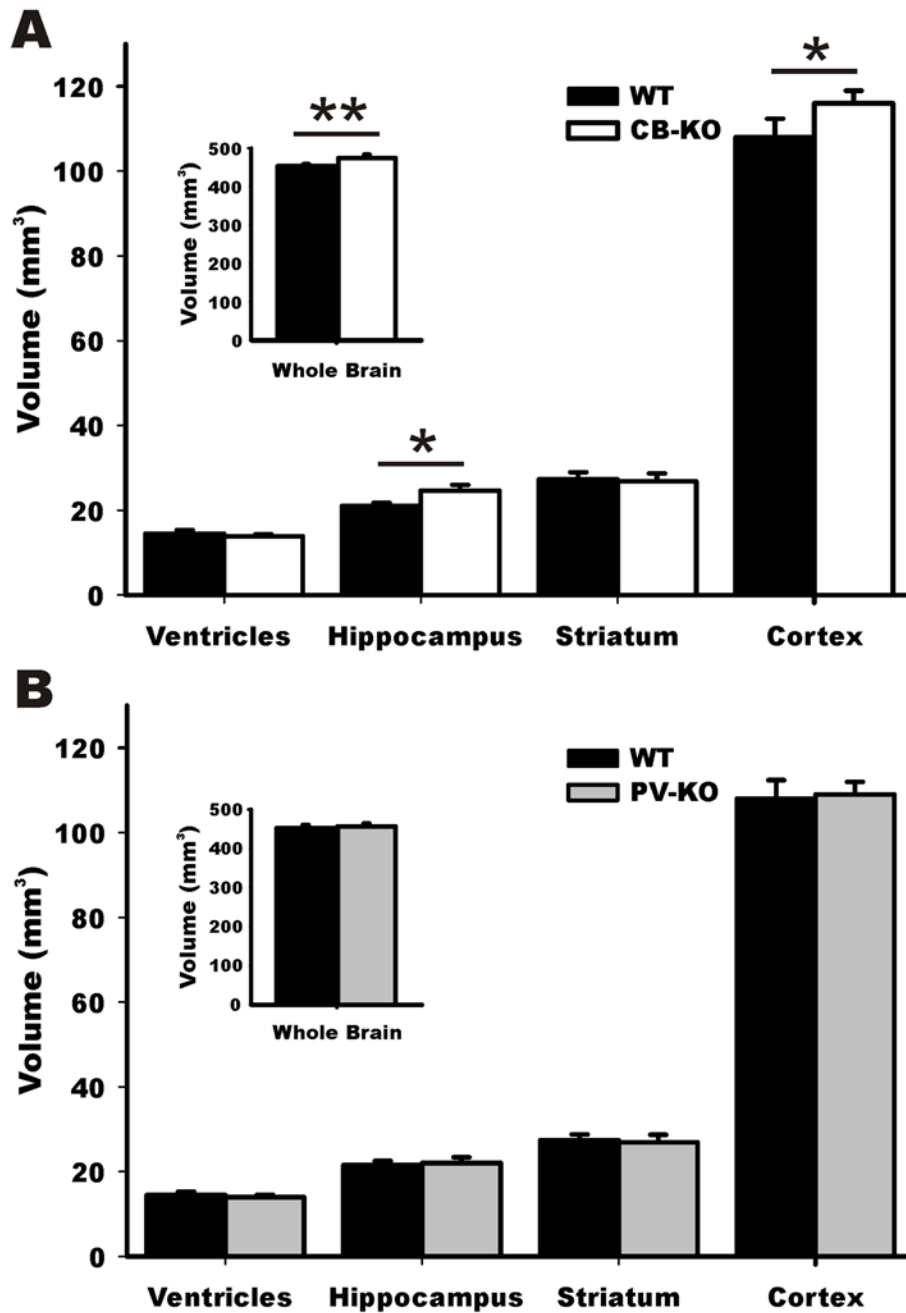 A
Volume (mm³)
120
100
80
60
40
20
0
WT
CB-KO
*
**
Volume (mm³)
500
400
300
200
100
0
Whole Brain
*
Ventricles Hippocampus Striatum Cortex
B
Volume (mm³)
120
100
80
60
40
20
0
WT
PV-KO
Volume (mm³)
500
400
300
200
100
0
Whole Brain
Ventricles Hippocampus Striatum Cortex